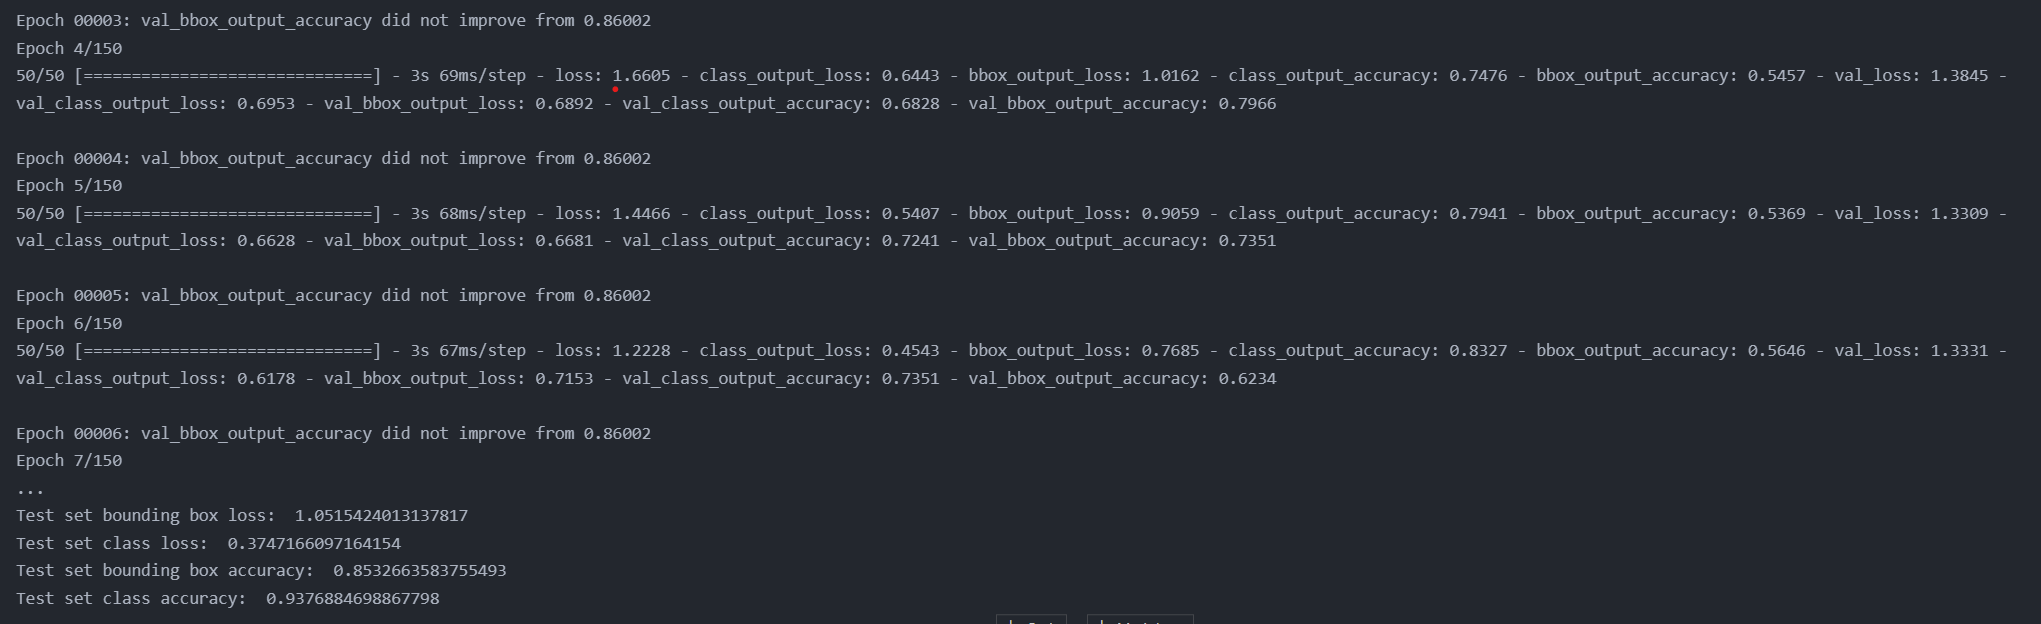 Epoch 00003: val_bbox_output_accuracy did not improve from 0.86002
Epoch 4/150
50/50 [==============================] - 3s 69ms/step - loss: 1.6605 - class_output_loss: 0.6443 - bbox_output_loss: 1.0162 - class_output_accuracy: 0.7476 - bbox_output_accuracy: 0.5457 - val_loss: 1.3845 -
val_class_output_loss: 0.6953 - val_bbox_output_loss: 0.6892 - val_class_output_accuracy: 0.6828 - val_bbox_output_accuracy: 0.7966
Epoch 00004: val_bbox_output_accuracy did not improve from 0.86002
Epoch 5/150
50/50 [==============================] - 3s 68ms/step - loss: 1.4466 - class_output_loss: 0.5407 - bbox_output_loss: 0.9059 - class_output_accuracy: 0.7941 - bbox_output_accuracy: 0.5369 - val_loss: 1.3309 -
val_class_output_loss: 0.6628 - val_bbox_output_loss: 0.6681 - val_class_output_accuracy: 0.7241 - val_bbox_output_accuracy: 0.7351
Epoch 00005: val_bbox_output_accuracy did not improve from 0.86002
Epoch 6/150
50/50 [==============================] - 3s 67ms/step - loss: 1.2228 - class_output_loss: 0.4543 - bbox_output_loss: 0.7685 - class_output_accuracy: 0.8327 - bbox_output_accuracy: 0.5646 - val_loss: 1.3331 -
val_class_output_loss: 0.6178 - val_bbox_output_loss: 0.7153 - val_class_output_accuracy: 0.7351 - val_bbox_output_accuracy: 0.6234
Epoch 00006: val_bbox_output_accuracy did not improve from 0.86002
Epoch 7/150
...
Test set bounding box loss:  1.0515424013137817
Test set class loss:  0.3747166097164154
Test set bounding box accuracy:  0.8532663583755493
Test set class accuracy:  0.9376884698867798